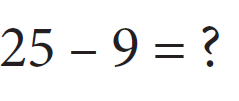 25 – 9 = ?